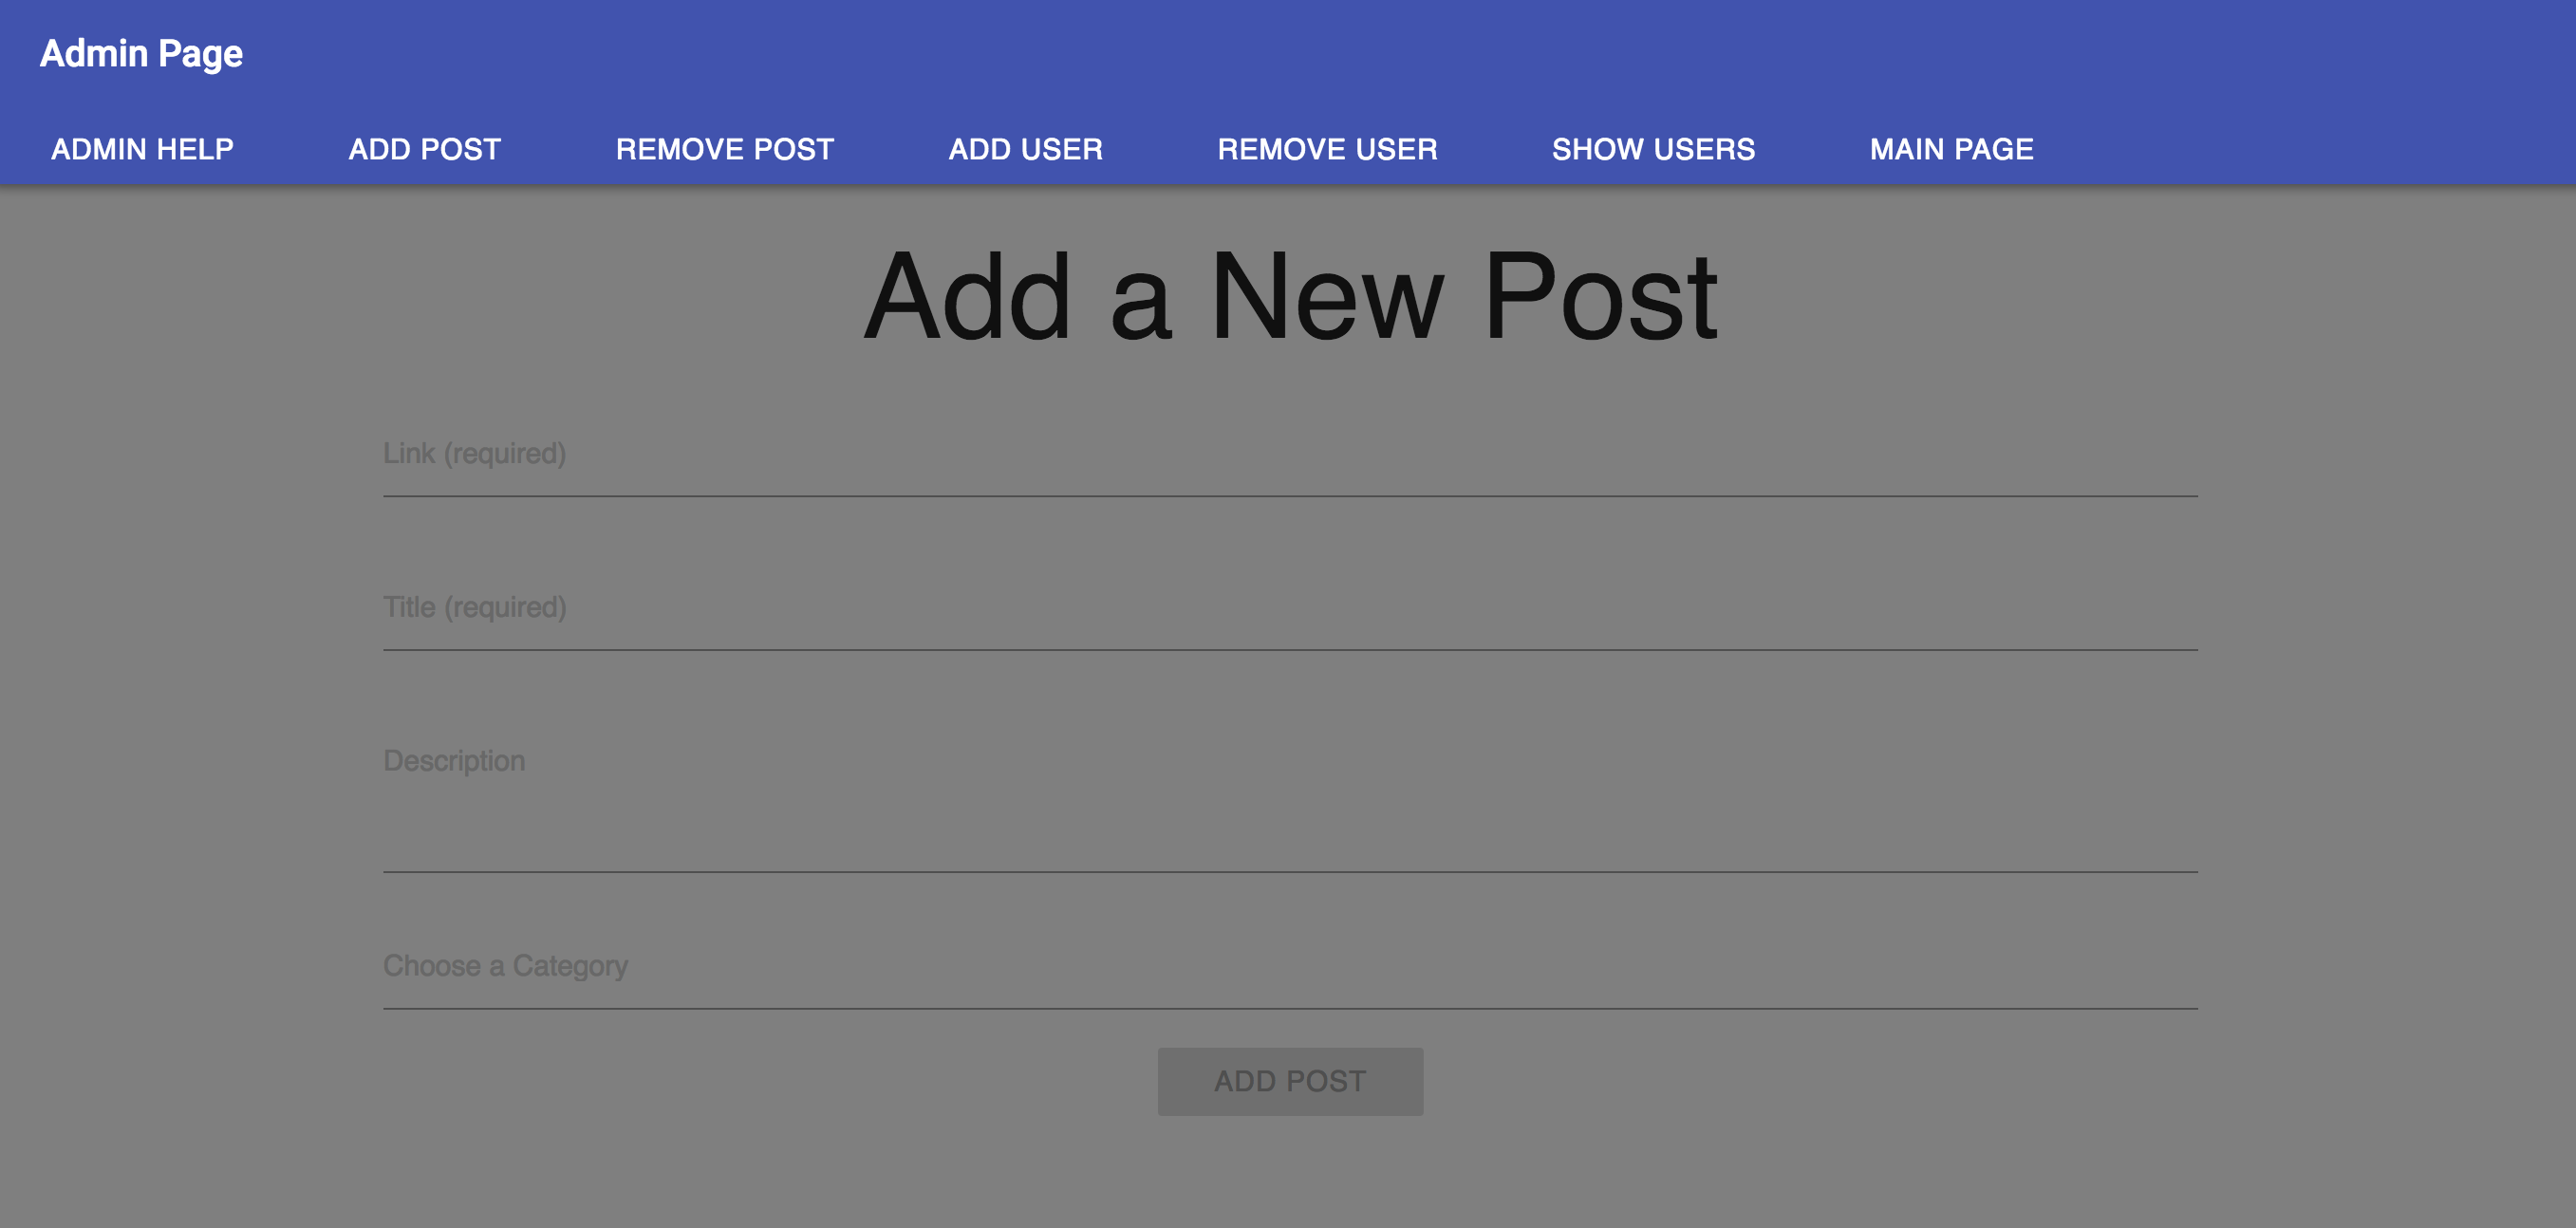 Admin Page
ADMIN HELP ADD POST REMOVE POST ADD USER REMOVE USER SHOW USERS MAIN PAGE
Add a New Post
Link (required)
Title (required)
Description
Choose a Category
ADD POST